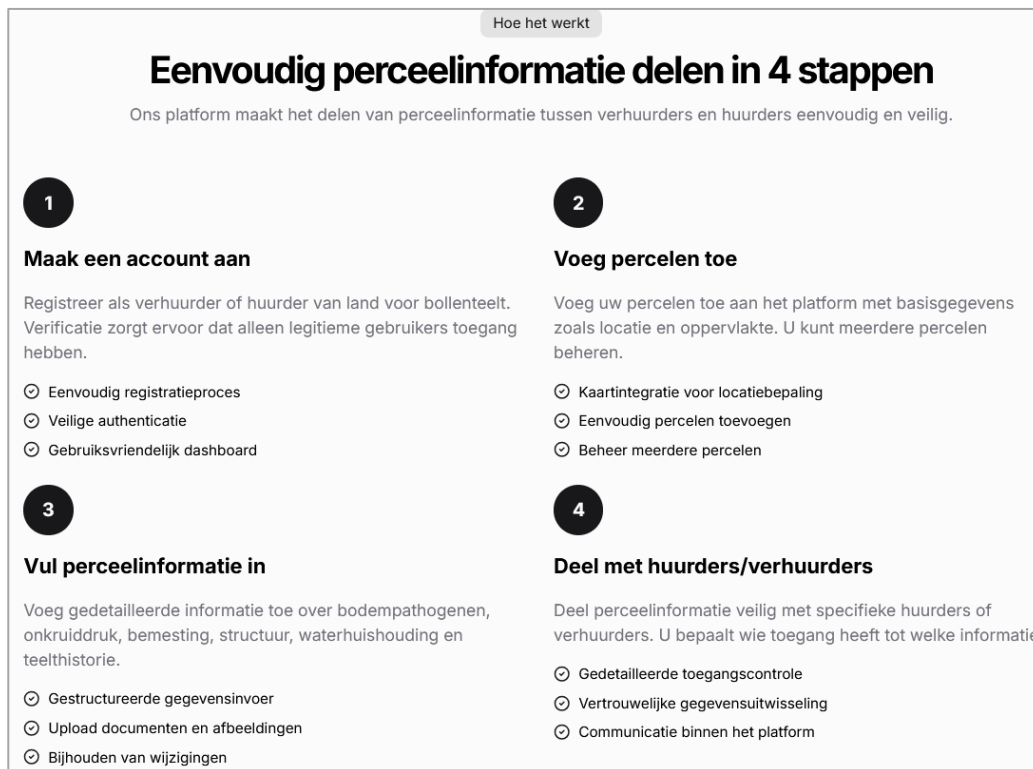 Hoe het werkt
Eenvoudig perceelinformatie delen in 4 stappen
Ons platform maakt het delen van perceelinformatie tussen verhuurders en huurders eenvoudig en veilig.
1
Maak een account aan
Registreer als verhuurder of huurder van land voor bollenteelt.
Verificatie zorgt ervoor dat alleen legitieme gebruikers toegang
hebben.
Eenvoudig registratieproces
Veilige authenticatie
Gebruiksvriendelijk dashboard
2
Voeg percelen toe
Voeg uw percelen toe aan het platform met basisgegevens
zoals locatie en oppervlakte. U kunt meerdere percelen
beheren.
Kaartintegratie voor locatiebepaling
Eenvoudig percelen toevoegen
Beheer meerdere percelen
3
Vul perceelinformatie in
Voeg gedetailleerde informatie toe over bodempathogenen,
onkruiddruk, bemesting, structuur, waterhuishouding en
teelthistorie.
Gestructureerde gegevensinvoer
Upload documenten en afbeeldingen
Bijhouden van wijzigingen
4
Deel met huurders/verhuurders
Deel perceelinformatie veilig met specifieke huurders of
verhuurders. U bepaalt wie toegang heeft tot welke informatie
Gedetailleerde toegangscontrole
Vertrouwelijke gegevensuitwisseling
Communicatie binnen het platform